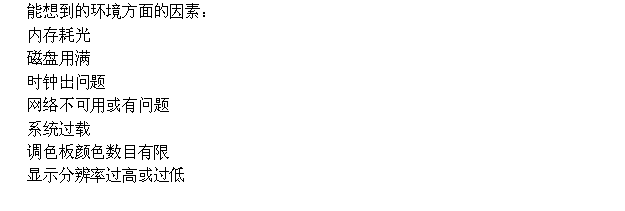 能想到的环境方面的因素：
内存耗光
磁盘用满
时钟出问题
网络不可用或有问题
系统过载
调色板颜色数目有限
显示分辨率过高或过低